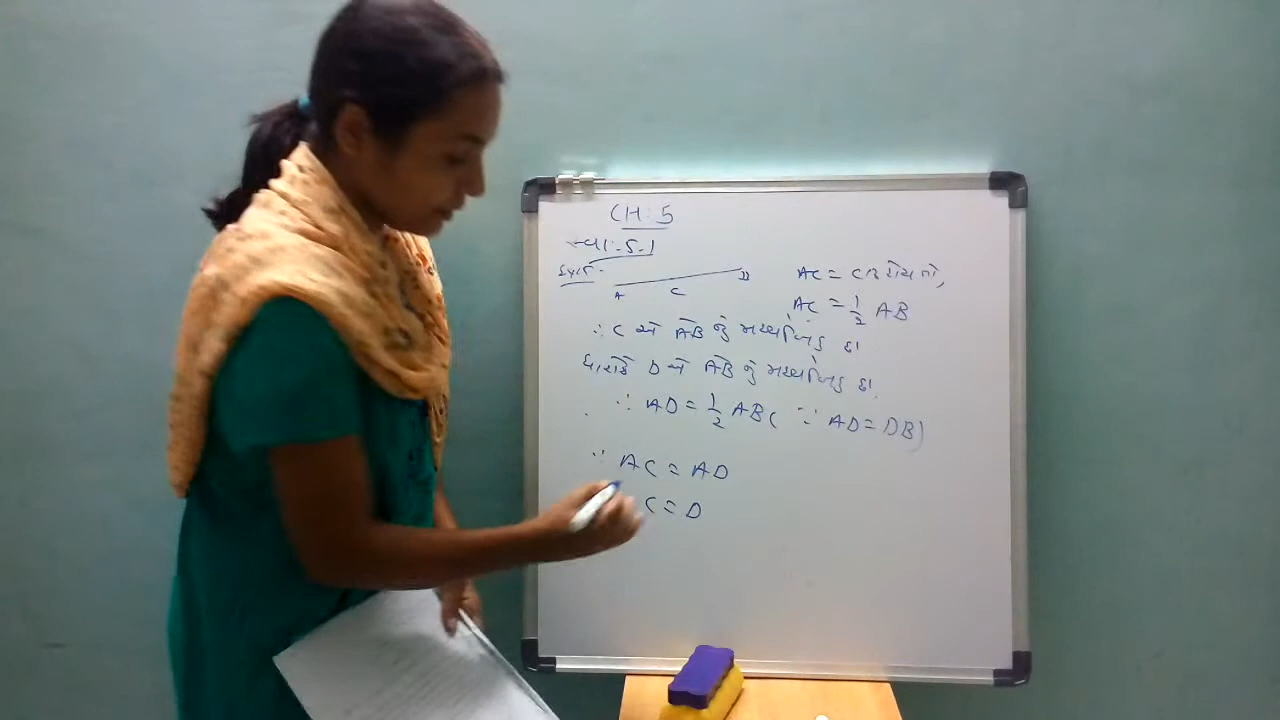 CH:5
સ્વા.5.1
A C B
AC = CB હોય તો,
AC = 1/2 AB
∴ C એ AB નું મધ્યબિંદુ છે.
ધારોકે D એ AB નું મધ્યબિંદુ છે.
∴ AD = 1/2 AB ( ∵ AD = DB)
∵ AC = AD
C = D